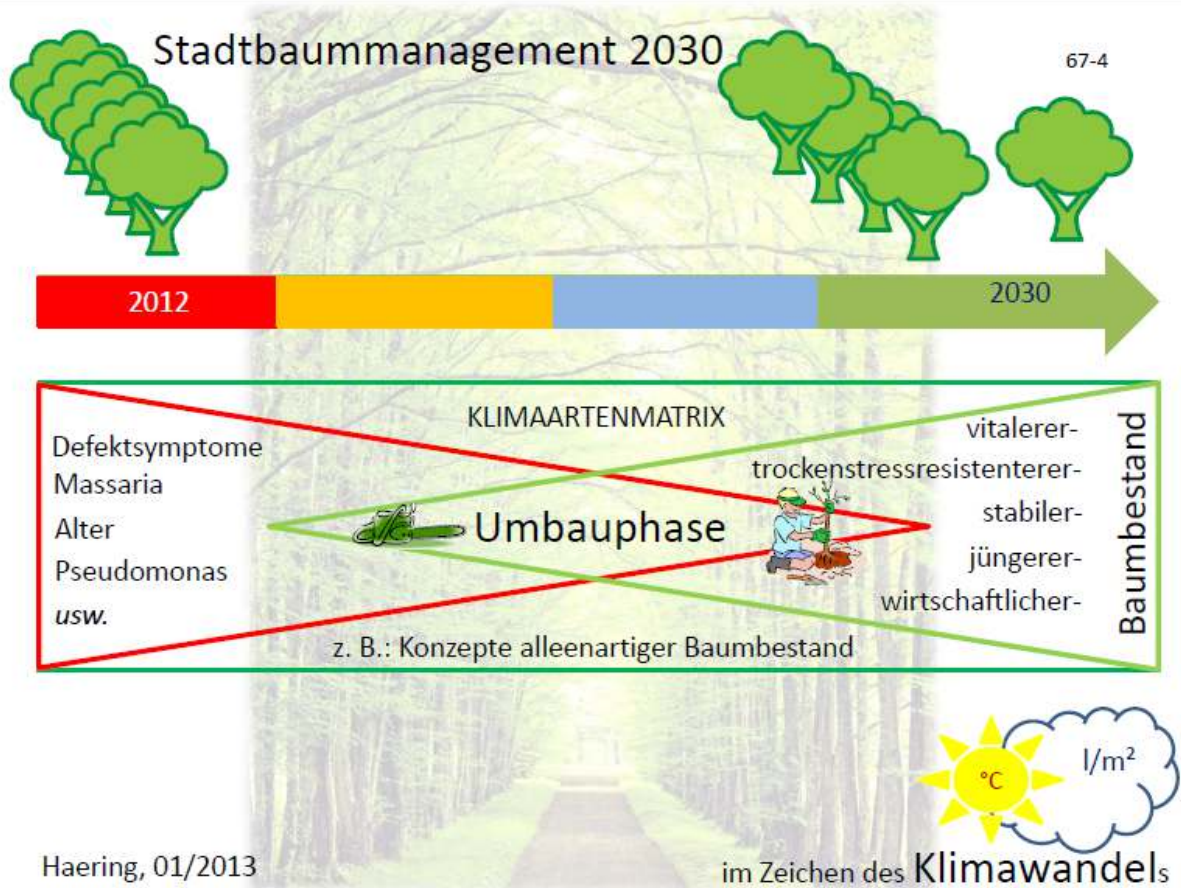 Stadtbaummanagement 2030
67-4
2012
2030
KLIMAARTENMATRIX
Defektsymptome
Massaria
Alter
Pseudomonas
usw.
Umbauphase
vitalerer-
trockenstressresistenterer-
stabiler-
jüngerer-
wirtschaftlicher-
Baumbestand
z. B.: Konzepte alleenartiger Baumbestand
°C
l/m²
Haering, 01/2013
im Zeichen des Klimawandels